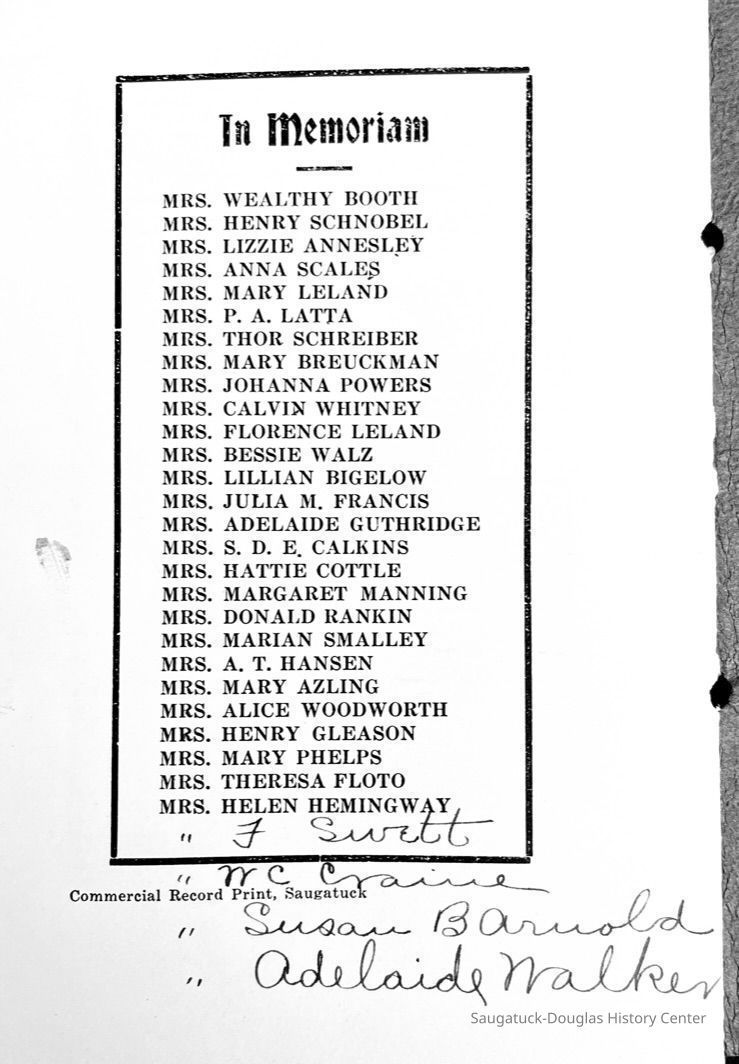 In Memoriam
MRS. WEALTHY BOOTH
MRS. HENRY SCHNOBEL
MRS. LIZZIE ANNESLEY
MRS. ANNA SCALES
MRS. MARY LELAND
MRS. P. A. LATTA
MRS. THOR SCHREIBER
MRS. MARY BREUCKMAN
MRS. JOHANNA POWERS
MRS. CALVIN WHITNEY
MRS. FLORENCE LELAND
MRS. BESSIE WALZ
MRS. LILLIAN BIGELOW
MRS. JULIA M. FRANCIS
MRS. ADELAIDE GUTHRIDGE
MRS. S. D. E. CALKINS
MRS. HATTIE COTTLE
MRS. MARGARET MANNING
MRS. DONALD RANKIN
MRS. MARIAN SMALLEY
MRS. A. T. HANSEN
MRS. MARY AZLING
MRS. ALICE WOODWORTH
MRS. HENRY GLEASON
MRS. MARY PHELPS
MRS. THERESA FLOTO
MRS. HELEN HEMINGWAY
" F Swett
" W C Craine
Commercial Record Print, Saugatuck
" Susan B Arnold
" Adelaide Walker
Saugatuck-Douglas History Center